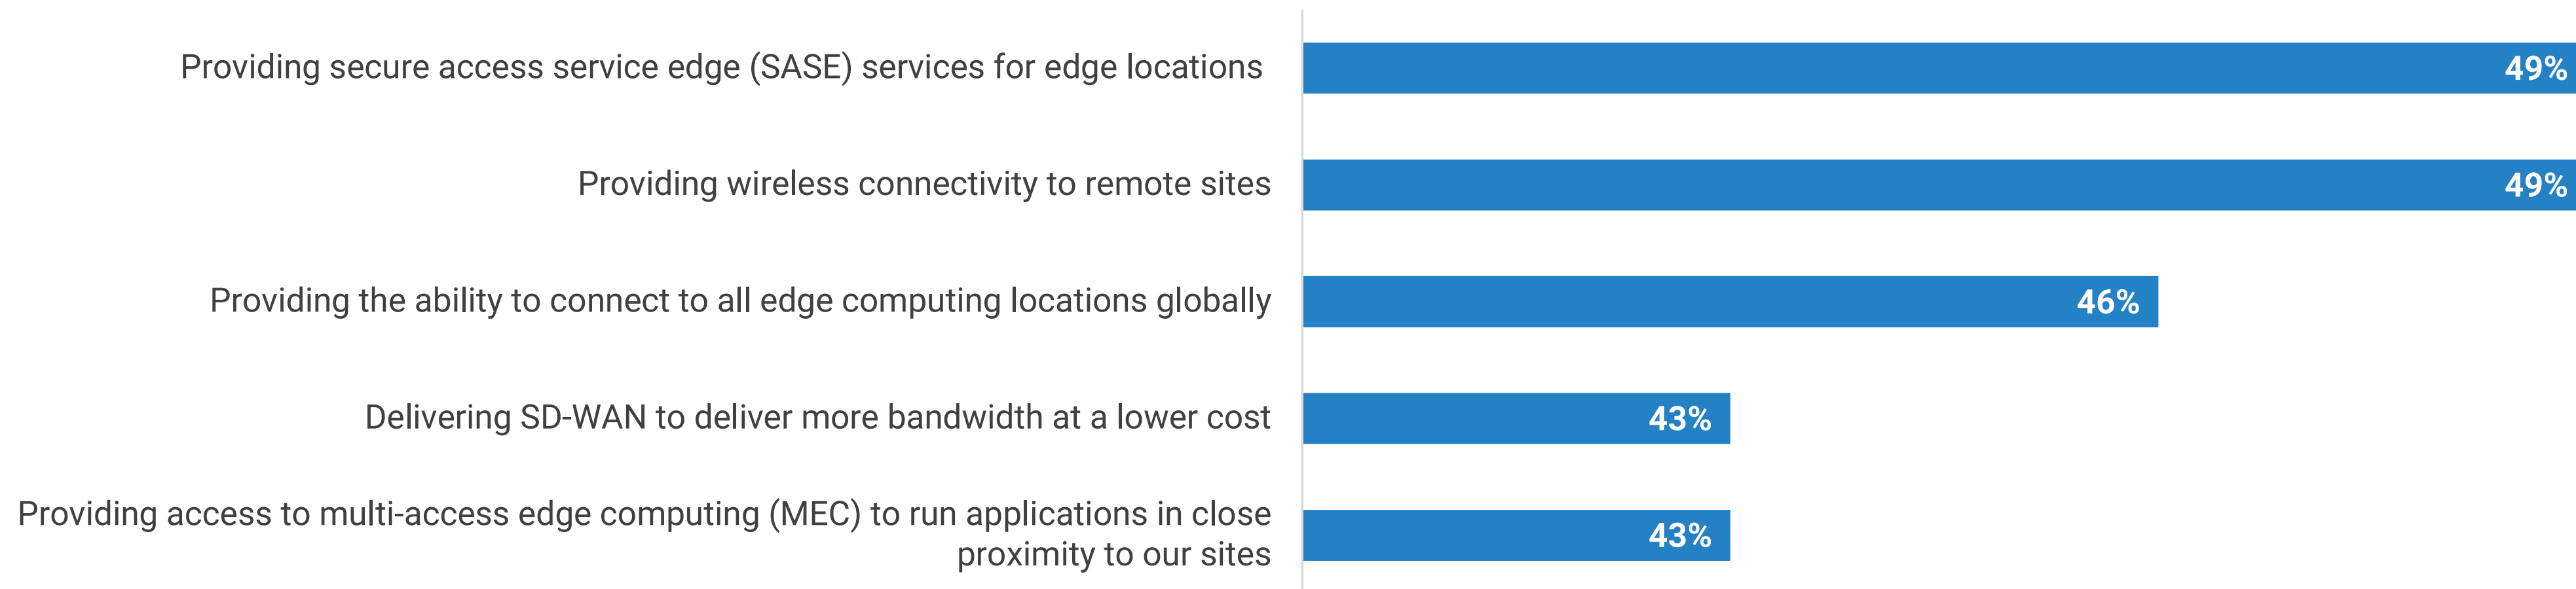 Providing secure access service edge (SASE) services for edge locations 49%
Providing wireless connectivity to remote sites 49%
Providing the ability to connect to all edge computing locations globally 46%
Delivering SD-WAN to deliver more bandwidth at a lower cost 43%
Providing access to multi-access edge computing (MEC) to run applications in close
proximity to our sites 43%